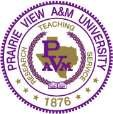 PRAIRIE VIEW A&M UNIVERSITY
RESEARCH
TEACHING
SERVICE
P
V
A&M
1876